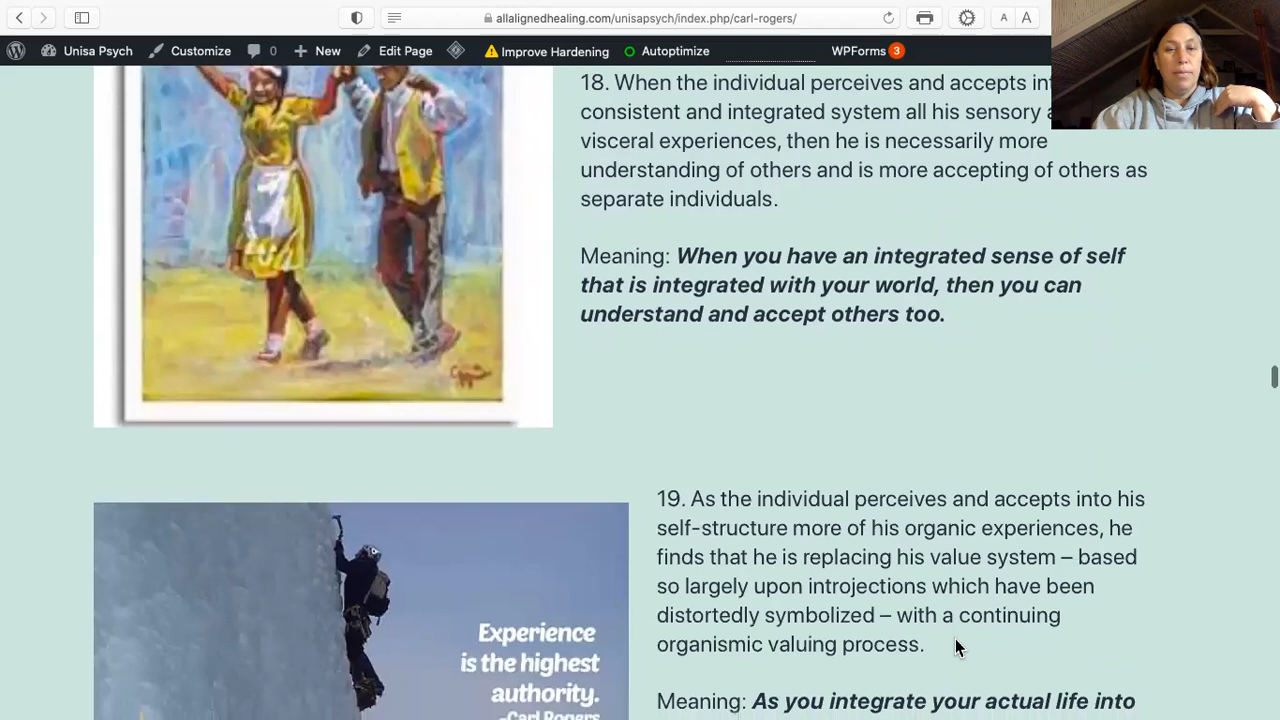 allalignedhealing.com/unisapsych/index.php/carl-rogers/
A A
Unisa Psych Customize 0 New Edit Page Improve Hardening Autoptimize WPForms 3
18. When the individual perceives and accepts
consistent and integrated system all his sensory
visceral experiences, then he is necessarily more
understanding of others and is more accepting of others as
separate individuals.
Meaning: When you have an integrated sense of self
that is integrated with your world, then you can
understand and accept others too.
19. As the individual perceives and accepts into his
self-structure more of his organic experiences, he
finds that he is replacing his value system – based
so largely upon introjections which have been
distortedly symbolized – with a continuing
organismic valuing process.
Experience
is the highest
authority.
-Carl Rogers
Meaning: As you integrate your actual life into